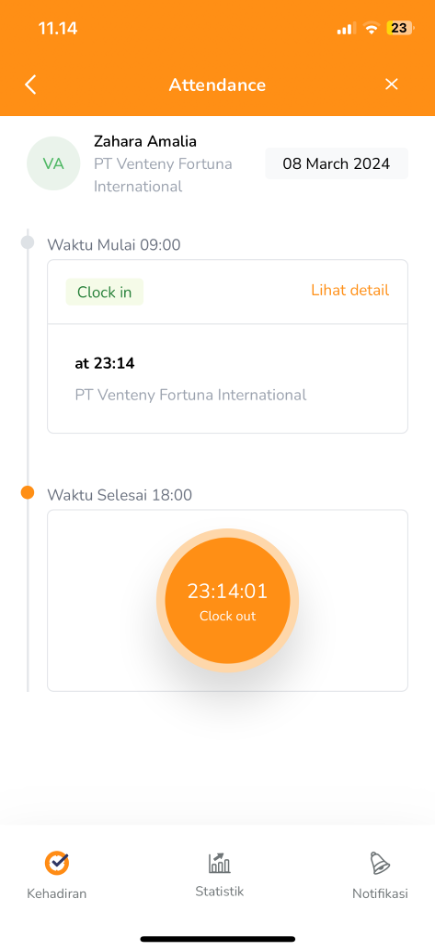 11.14
23
Attendance
VA
Zahara Amalia
PT Venteny Fortuna
International
08 March 2024
Waktu Mulai 09:00
Clock in
Lihat detail
at 23:14
PT Venteny Fortuna International
Waktu Selesai 18:00
23:14:01
Clock out
Kehadiran
Statistik
Notifikasi